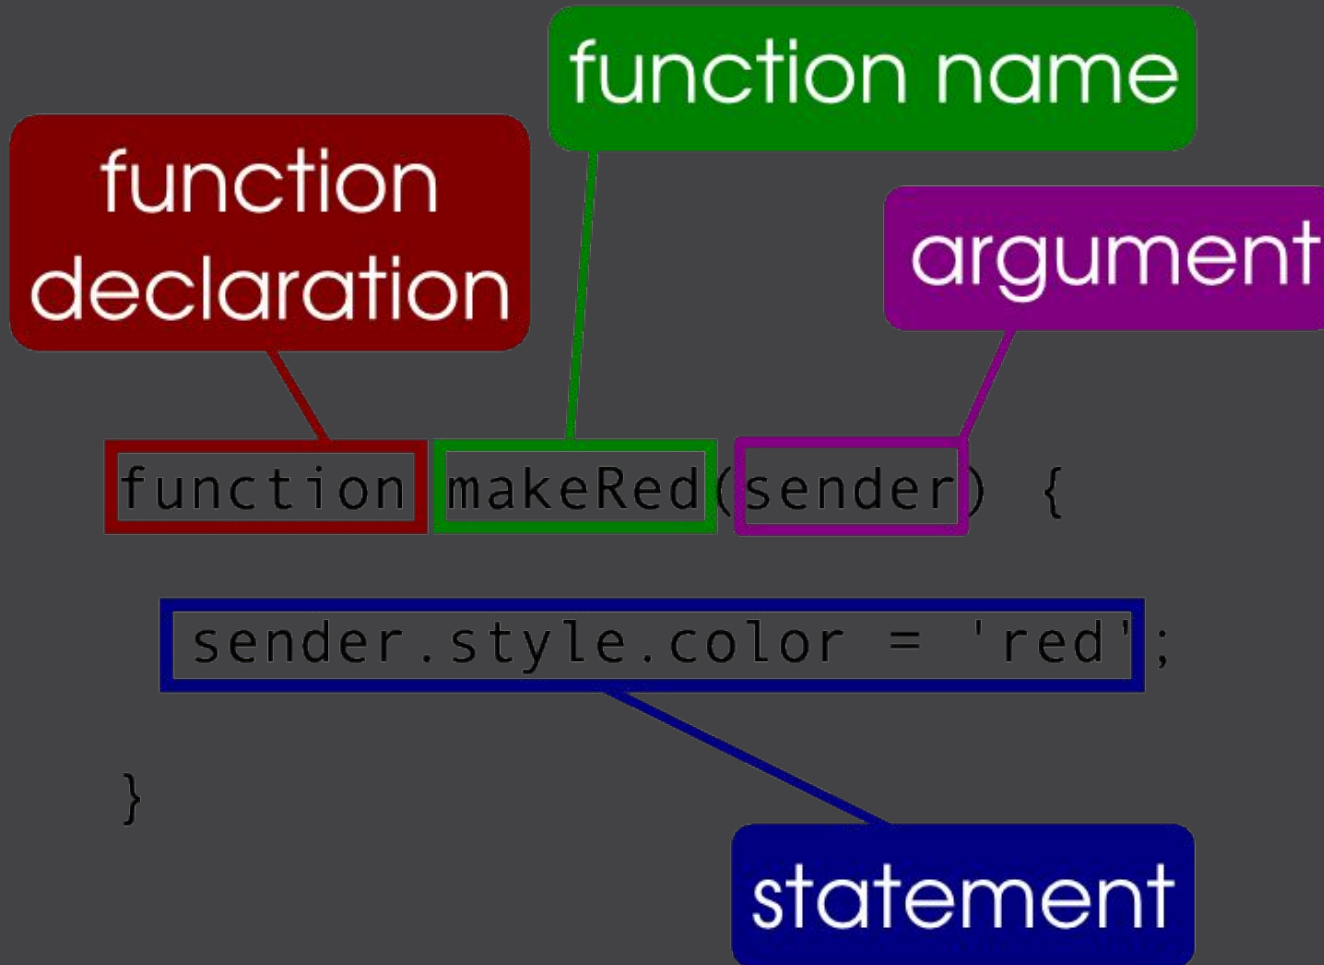 function name
function
declaration
argument
function makeRed(sender) {
sender.style.color = 'red';
}
statement